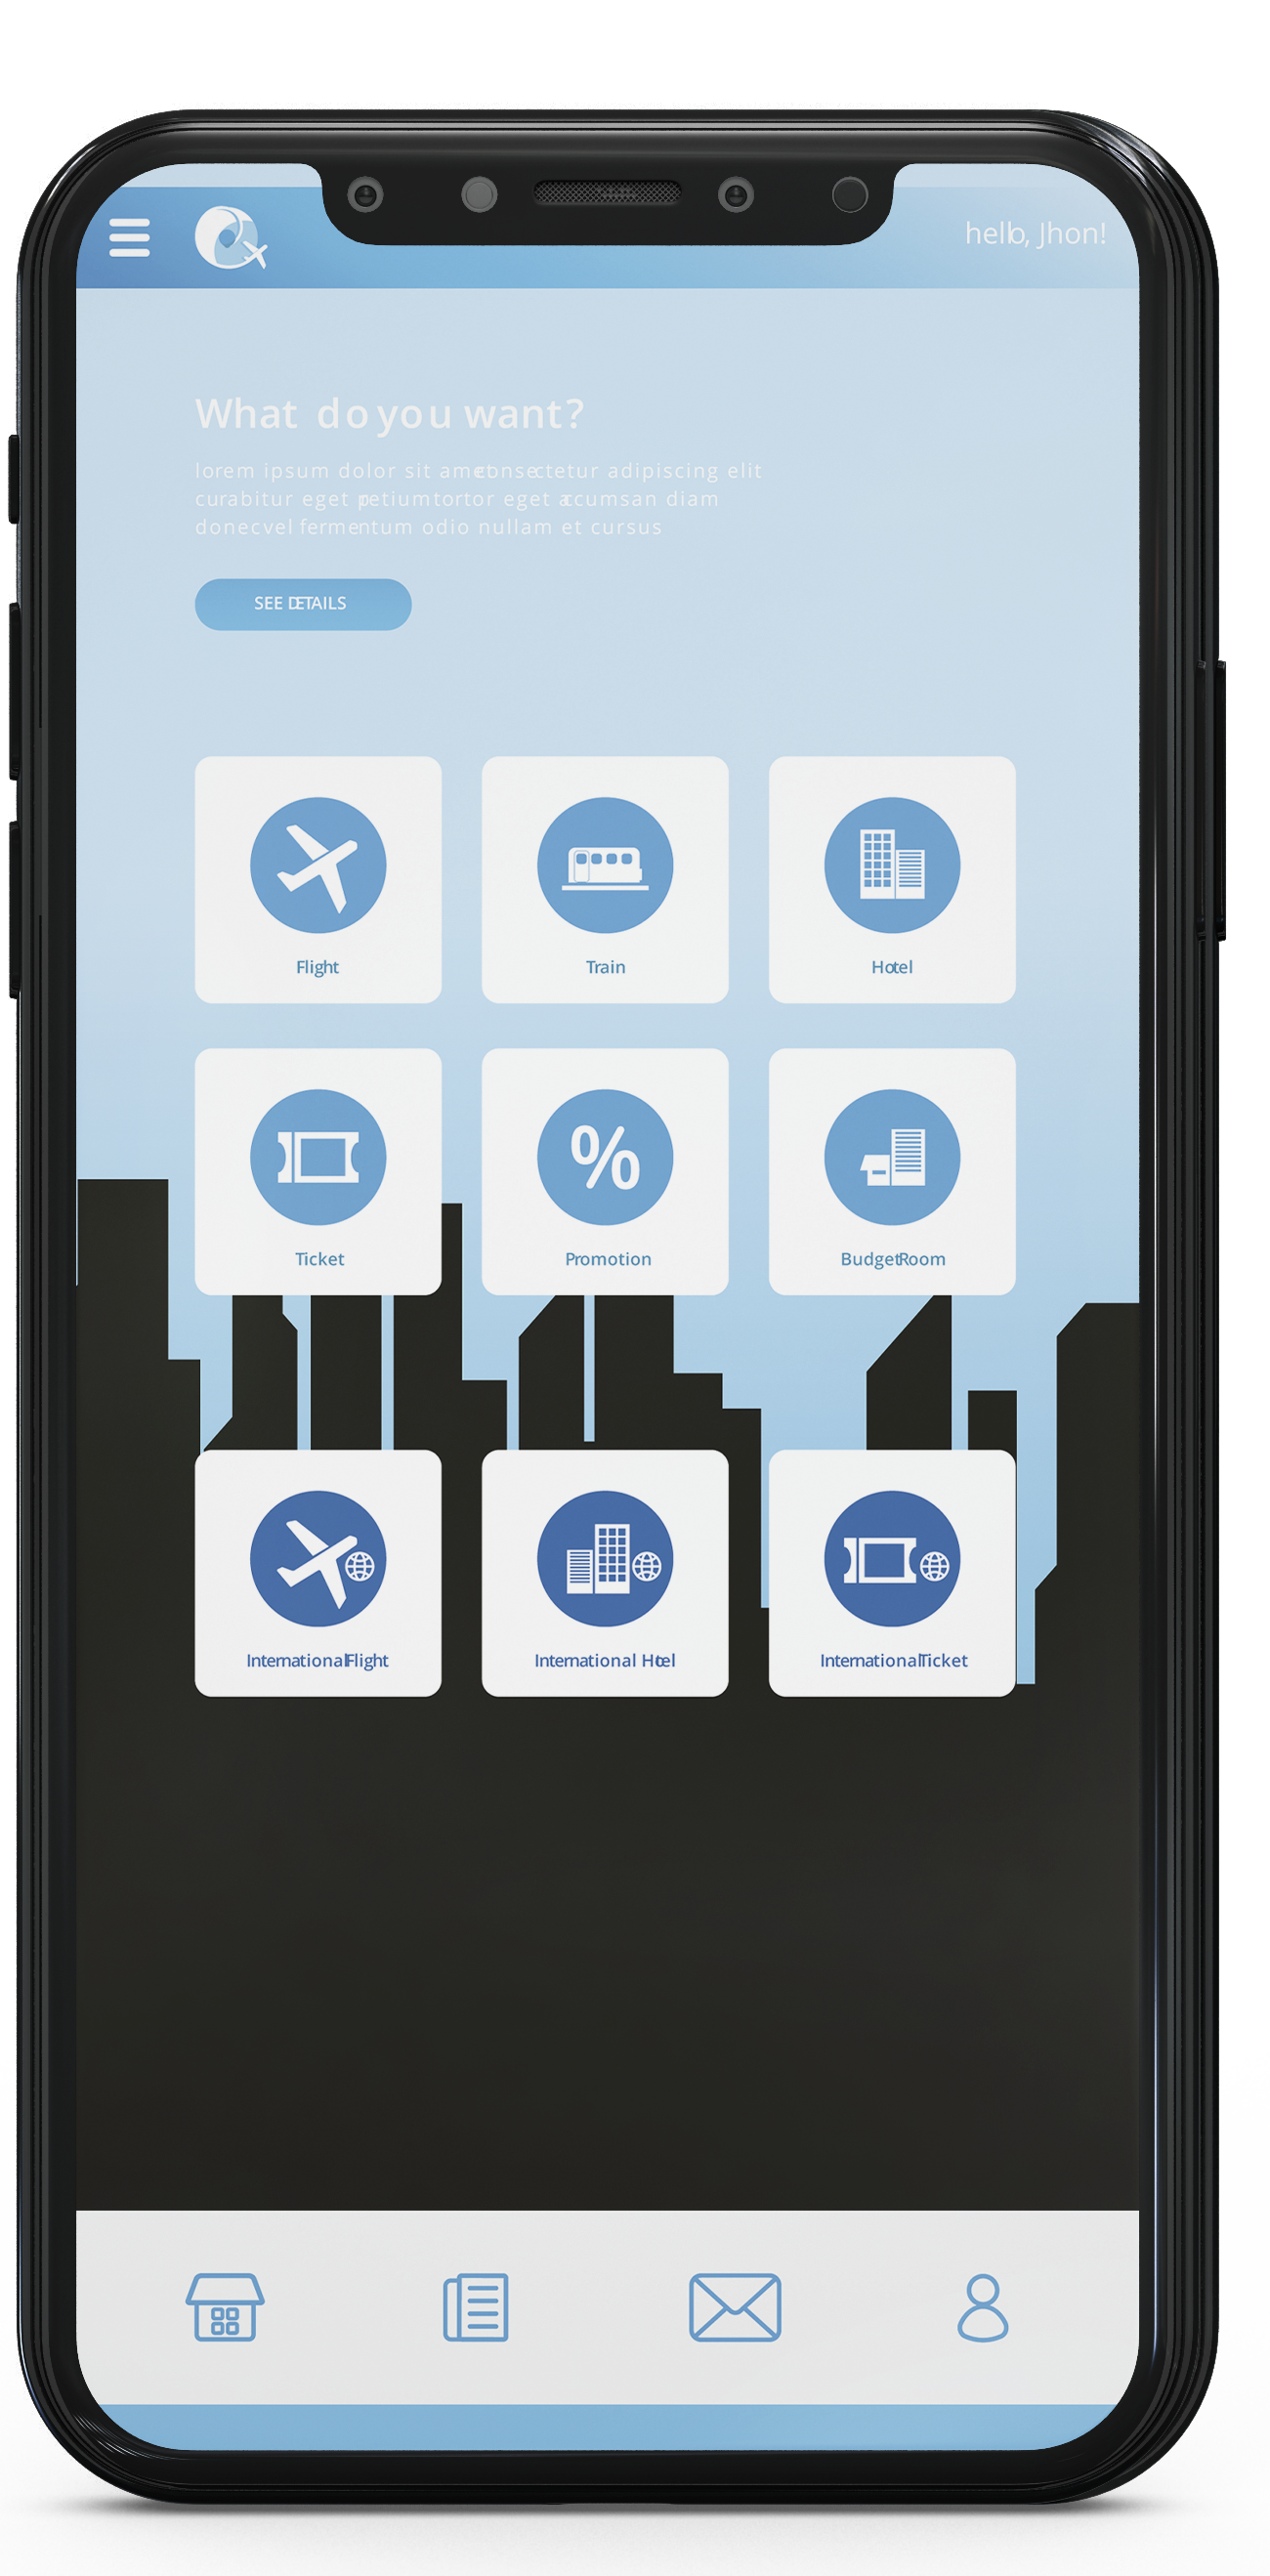 hello, Jhon!
What do you want?
lorem ipsum dolor sit amet consectetur adipiscing elit
curabitur eget pretium tortor eget accumsan diam
donec vel fermentum odio nullam et cursus
SEE DETAILS
Flight
Train
Hotel
Ticket
%
Promotion
Budget Room
International Flight
International Hotel
International Ticket